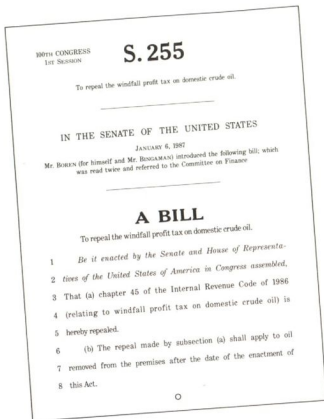 100TH CONGRESS
1ST SESSION
S. 255
To repeal the windfall profit tax on domestic crude oil.
IN THE SENATE OF THE UNITED STATES
JANUARY 6, 1987
Mr. BOREN (for himself and Mr. BINGAMAN) introduced the following bill; which
was read twice and referred to the Committee on Finance
A BILL
To repeal the windfall profit tax on domestic crude oil.
1 Be it enacted by the Senate and House of Representa-
2 tives of the United States of America in Congress assembled,
3 That (a) chapter 45 of the Internal Revenue Code of 1986
4 (relating to windfall profit tax on domestic crude oil) is
5 hereby repealed.
6 (b) The repeal made by subsection (a) shall apply to oil
7 removed from the premises after the date of the enactment of
8 this Act.